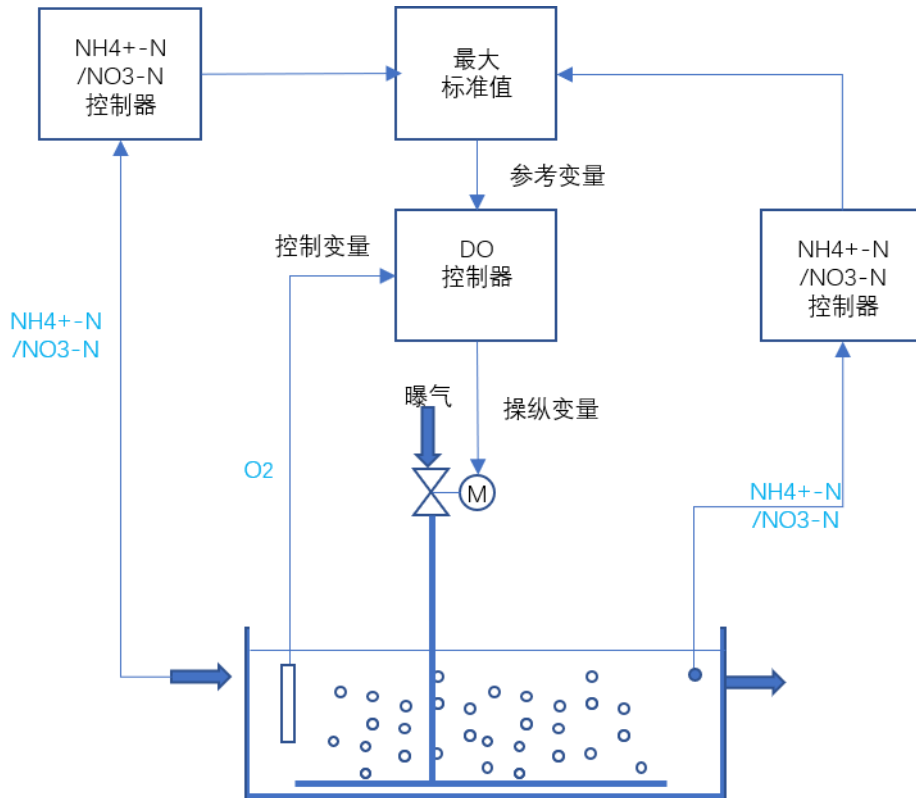 NH4+-N
/NO3-N
控制器
最大
标准值
参考变量
控制变量
DO
控制器
NH4+-N
/NO3-N
控制器
NH4+-N
/NO3-N
曝气
操纵变量
O2
M
NH4+-N
/NO3-N